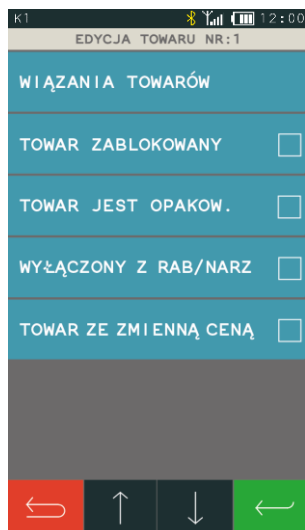 K1 12:00
EDYCJA TOWARU NR:1
WIĄZANIA TOWARÓW
TOWAR ZABLOKOWANY
TOWAR JEST OPAKOW.
WYŁĄCZONY Z RAB/NARZ
TOWAR ZE ZMIENNĄ CENĄ